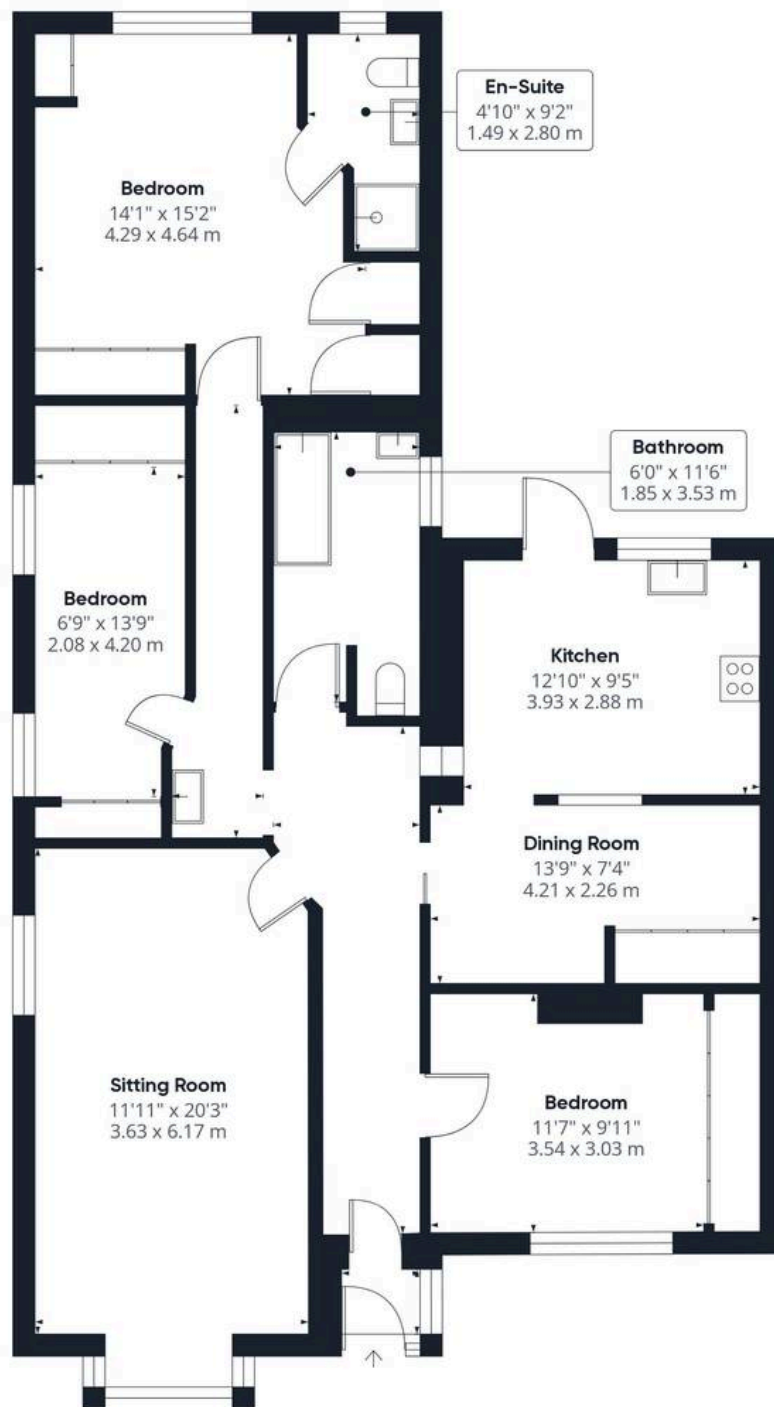 En-Suite
4'10" x 9'2"
1.49 x 2.80 m
Bedroom
14'1" x 15'2"
4.29 x 4.64 m
Bathroom
6'0" x 11'6"
1.85 x 3.53 m
Bedroom
6'9" x 13'9"
2.08 x 4.20 m
Kitchen
12'10" x 9'5"
3.93 x 2.88 m
Dining Room
13'9" x 7'4"
4.21 x 2.26 m
Sitting Room
11'11" x 20'3"
3.63 x 6.17 m
Bedroom
11'7" x 9'11"
3.54 x 3.03 m